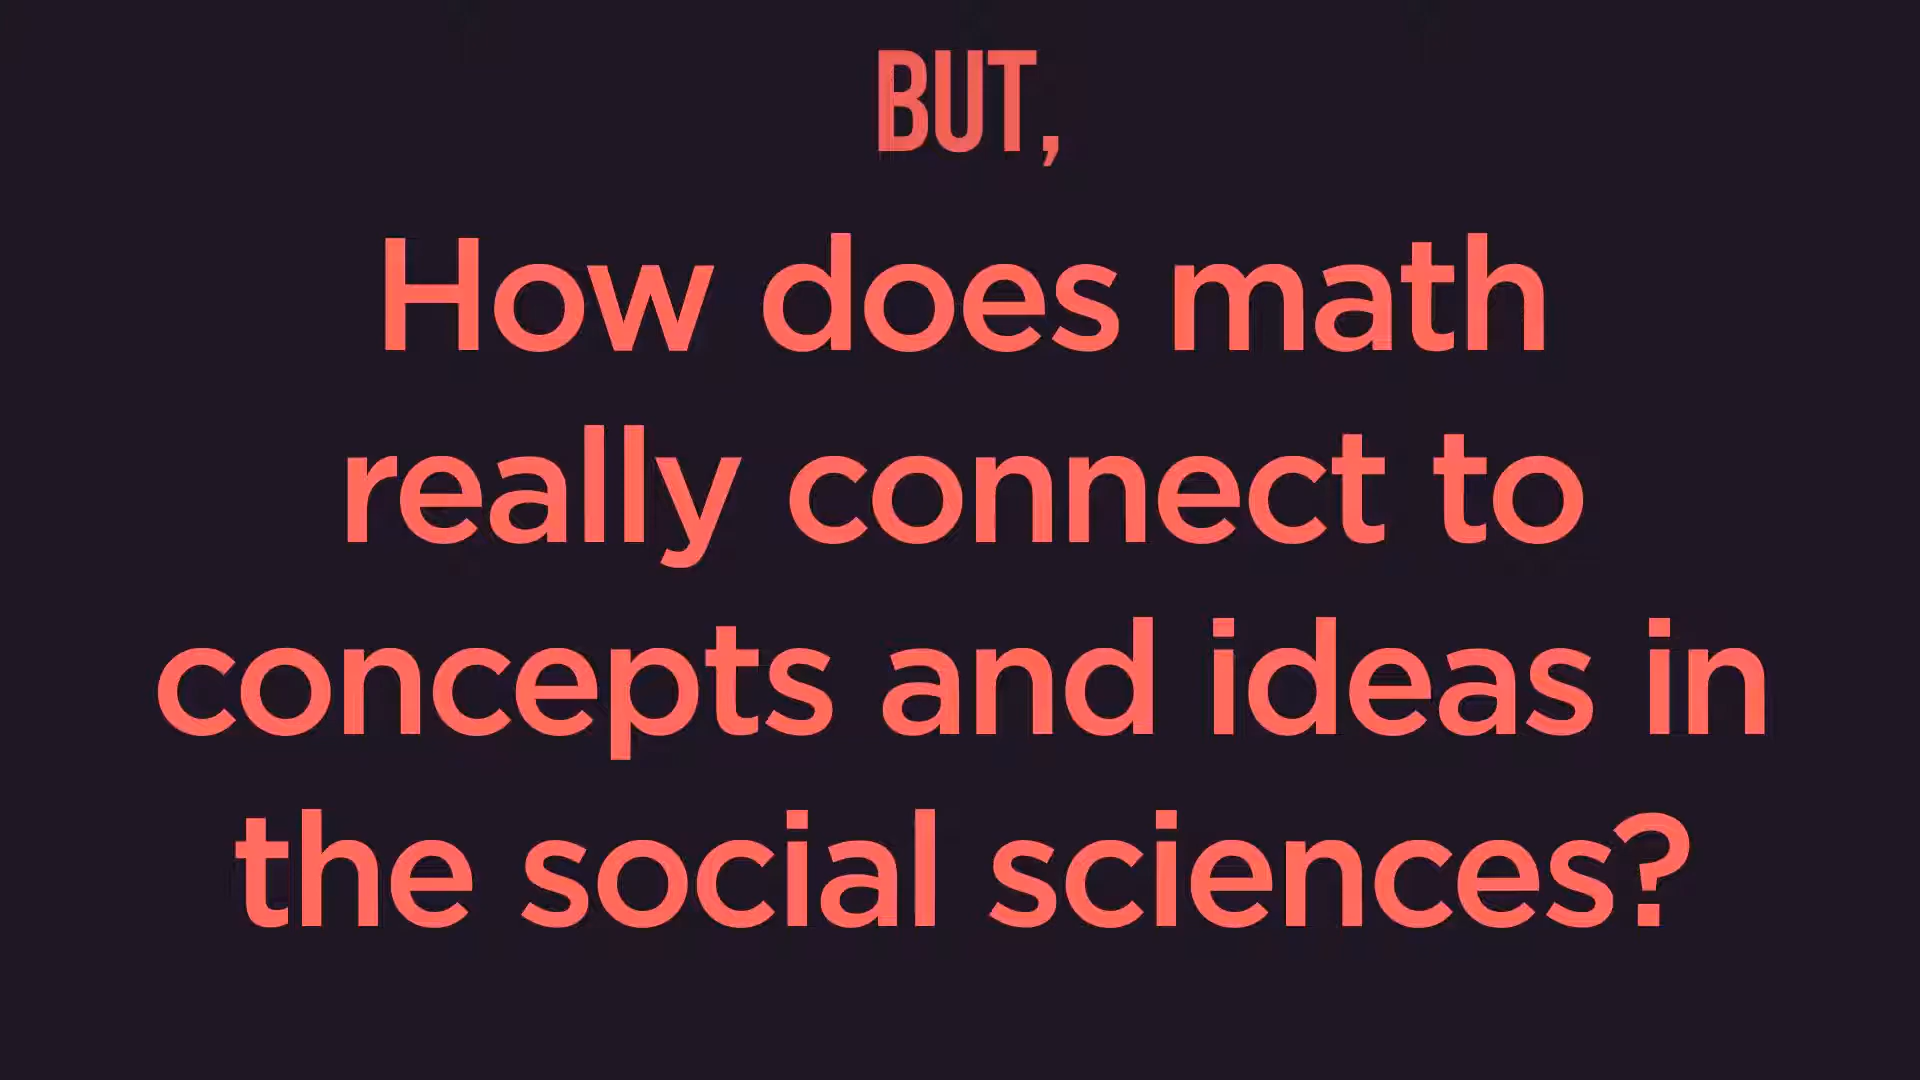 BUT,
How does math
really connect to
concepts and ideas in
the social sciences?